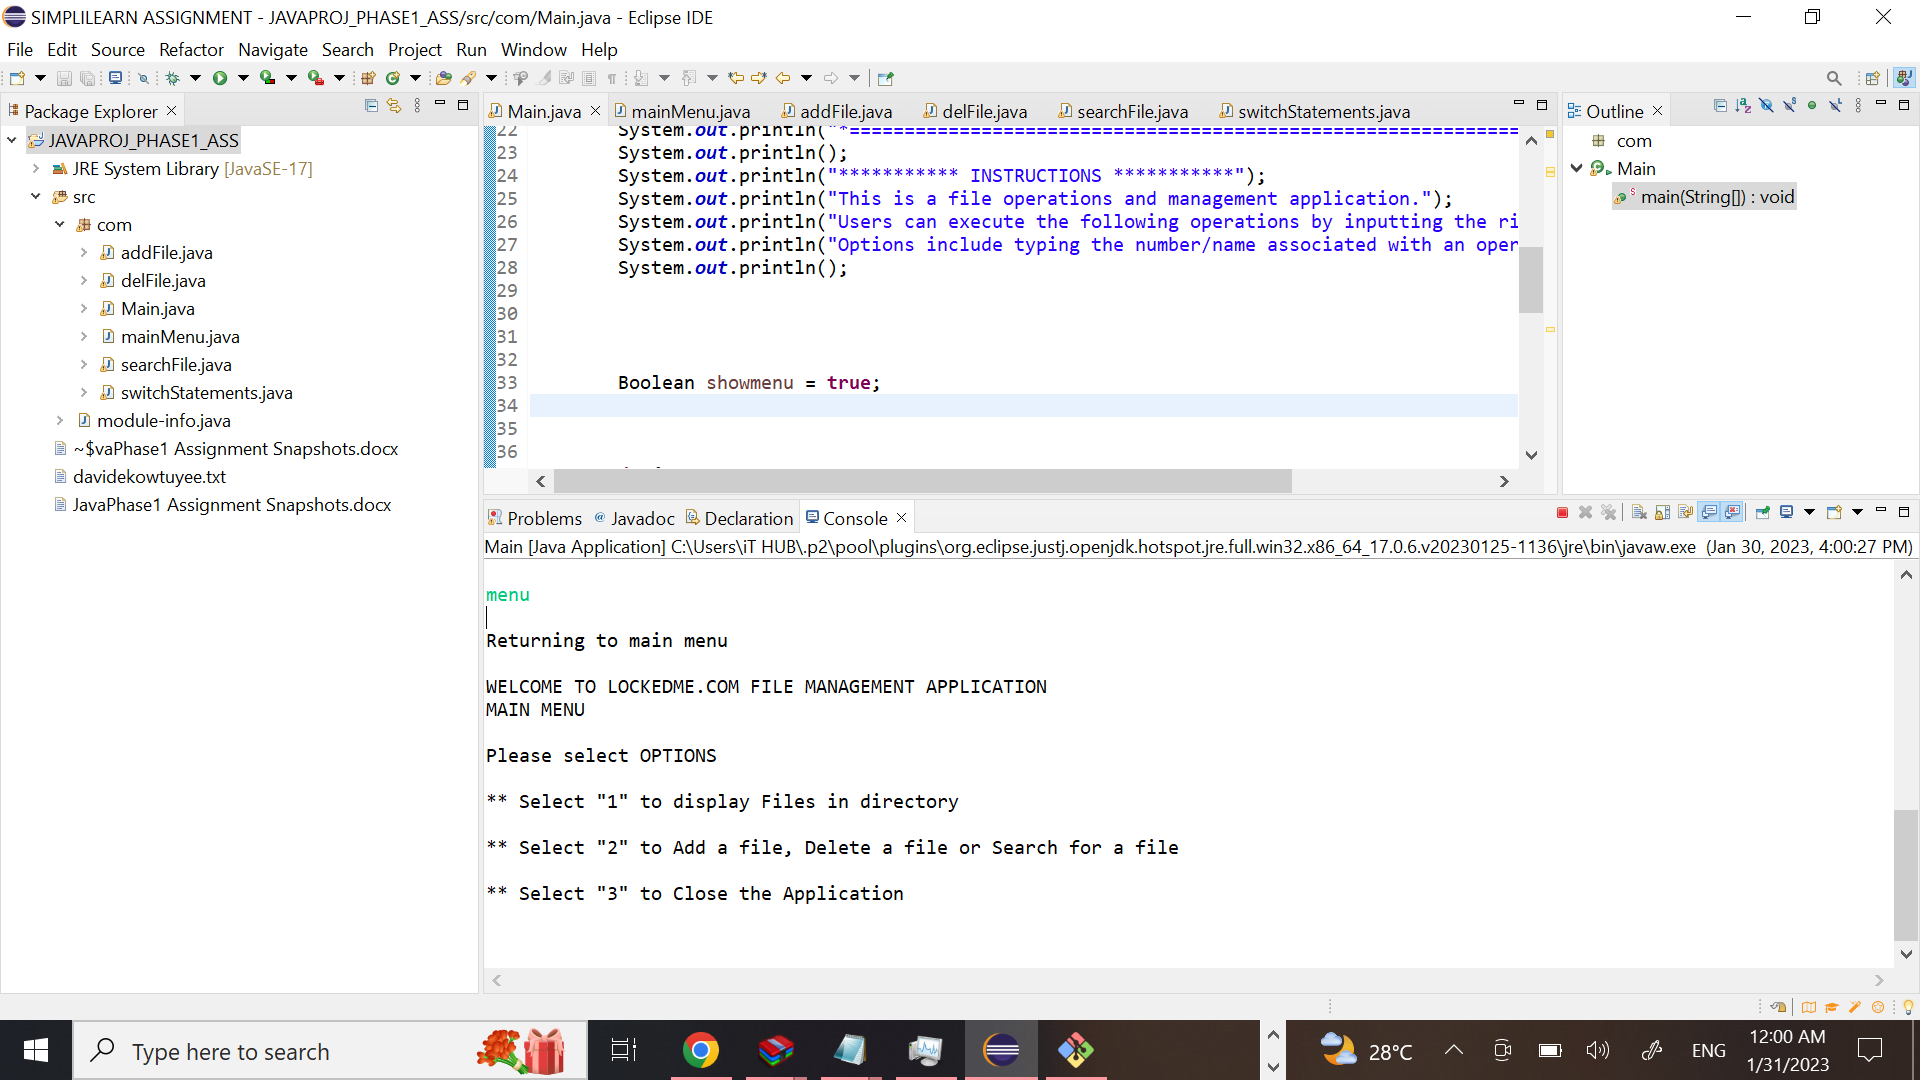 SIMPLILEARN ASSIGNMENT - JAVAPROJ_PHASE1_ASS/src/com/Main.java - Eclipse IDE
File Edit Source Refactor Navigate Search Project Run Window Help
Package Explorer
JAVAPROJ_PHASE1_ASS
JRE System Library [JavaSE-17]
src
com
addFile.java
delFile.java
Main.java
mainMenu.java
searchFile.java
switchStatements.java
module-info.java
~$vaPhase1 Assignment Snapshots.docx
davidekowtuyee.txt
JavaPhase1 Assignment Snapshots.docx
Main.java mainMenu.java addFile.java delFile.java searchFile.java switchStatements.java
22 System.out.println("*=============================================================
23 System.out.println();
24 System.out.println("*********** INSTRUCTIONS ***********");
25 System.out.println("This is a file operations and management application.");
26 System.out.println("Users can execute the following operations by inputting the ri
27 System.out.println("Options include typing the number/name associated with an oper
28 System.out.println();
29
30
31
32
33 Boolean showmenu = true;
34
35
36
Outline
com
Main
main(String[]) : void
Problems @ Javadoc Declaration Console
Main [Java Application] C:\Users\iT HUB\.p2\pool\plugins\org.eclipse.justj.openjdk.hotspot.jre.full.win32.x86_64_17.0.6.v20230125-1136\jre\bin\javaw.exe (Jan 30, 2023, 4:00:27 PM)
menu
Returning to main menu
WELCOME TO LOCKEDME.COM FILE MANAGEMENT APPLICATION
MAIN MENU
Please select OPTIONS
** Select "1" to display Files in directory
** Select "2" to Add a file, Delete a file or Search for a file
** Select "3" to Close the Application
Type here to search
28°C
ENG
12:00 AM
1/31/2023